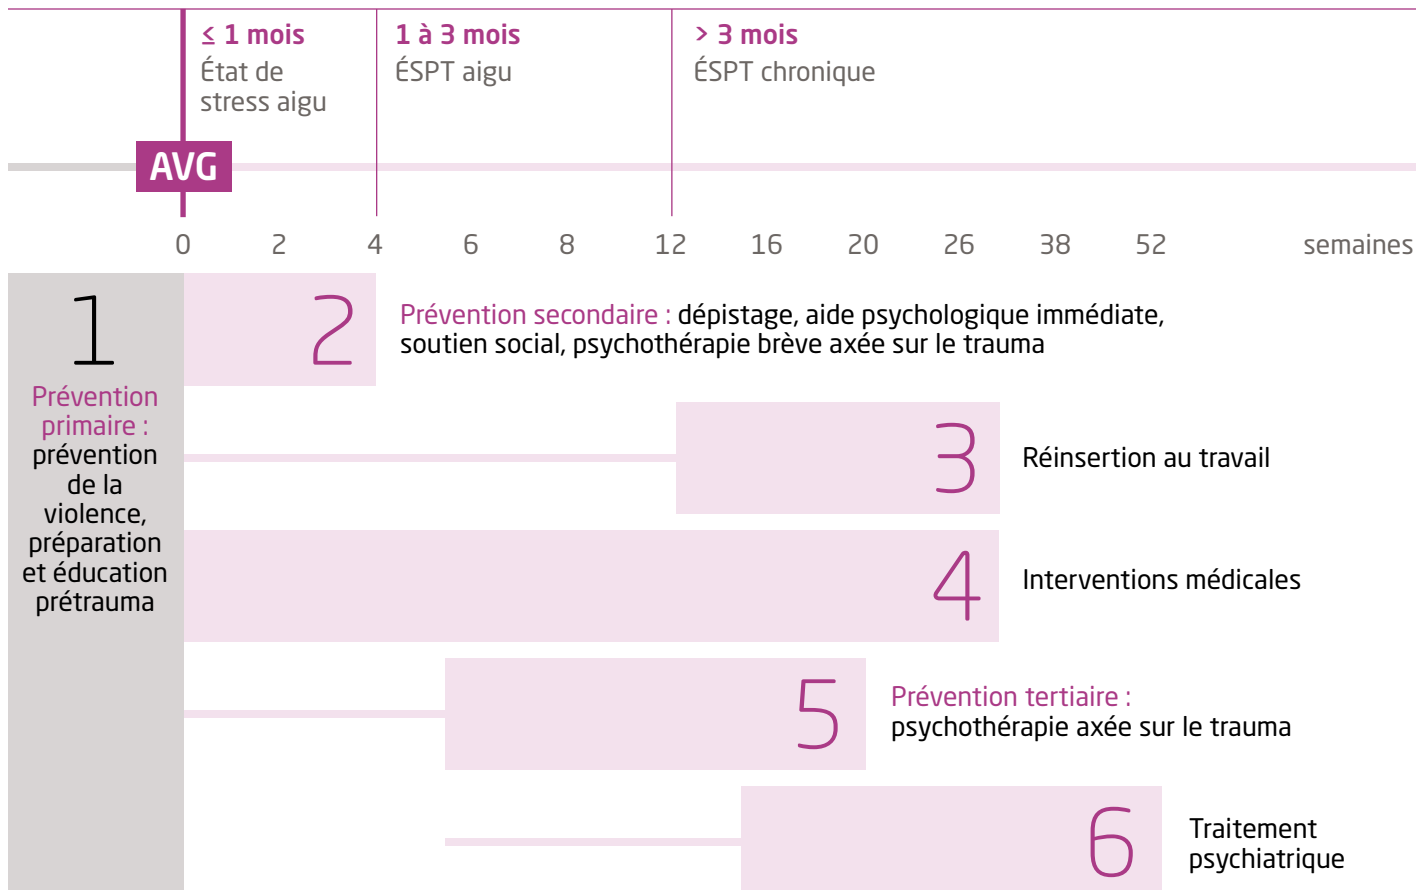 ≤ 1 mois
État de
stress aigu
1 à 3 mois
ÉSPT aigu
> 3 mois
ÉSPT chronique
AVG
0 2 4 6 8 12 16 20 26 38 52 semaines
1
Prévention
primaire :
prévention
de la
violence,
préparation
et éducation
prétrauma
2
Prévention secondaire : dépistage, aide psychologique immédiate,
soutien social, psychothérapie brève axée sur le trauma
3
Réinsertion au travail
4
Interventions médicales
5
Prévention tertiaire :
psychothérapie axée sur le trauma
6
Traitement
psychiatrique